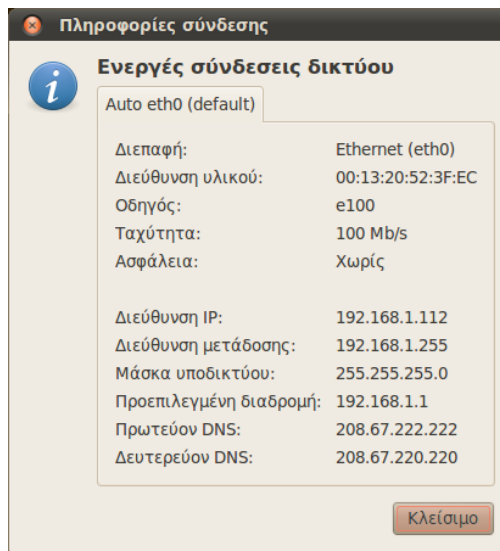 Πληροφορίες σύνδεσης
Ενεργές σύνδεσεις δικτύου
Auto eth0 (default)
Διεπαφή: Ethernet (eth0)
Διεύθυνση υλικού: 00:13:20:52:3F:EC
Οδηγός: e100
Ταχύτητα: 100 Mb/s
Ασφάλεια: Χωρίς
Διεύθυνση IP: 192.168.1.112
Διεύθυνση μετάδοσης: 192.168.1.255
Μάσκα υποδικτύου: 255.255.255.0
Προεπιλεγμένη διαδρομή: 192.168.1.1
Πρωτεύον DNS: 208.67.222.222
Δευτερεύον DNS: 208.67.220.220
Κλείσιμο